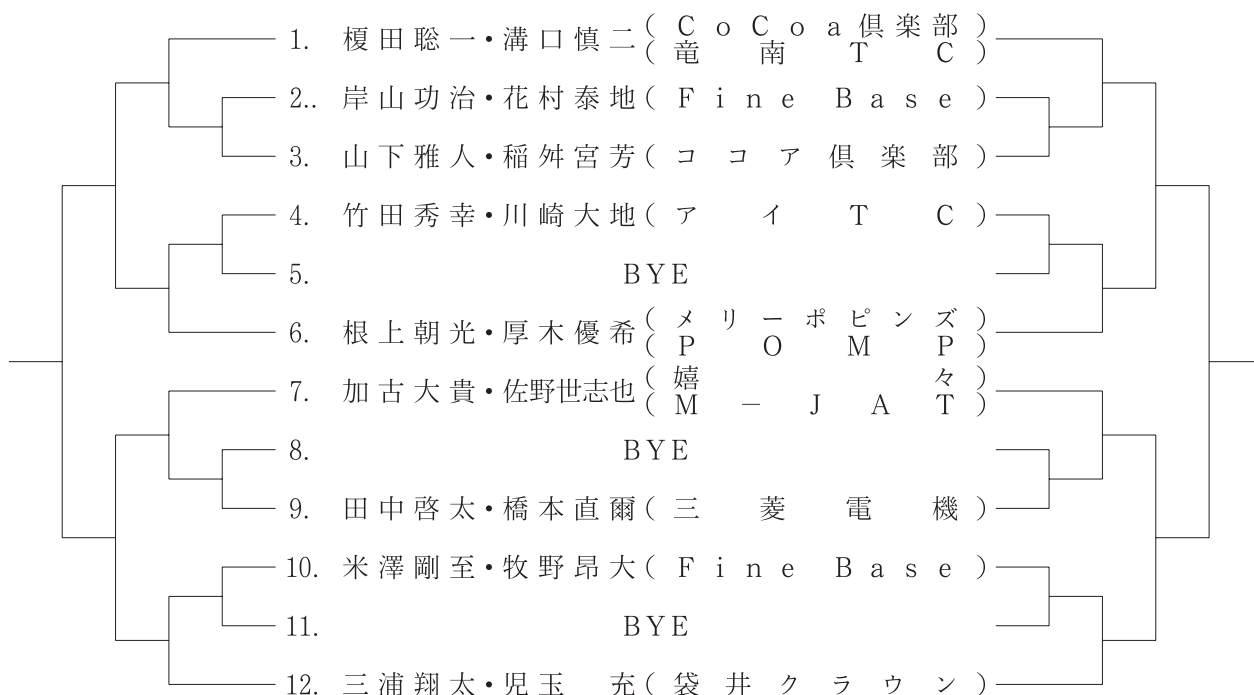 1. 榎田聡一・溝口慎二(CoCoa倶楽部)
(竜南TC)
2.. 岸山功治・花村泰地(Fine Base)
3. 山下雅人・稲舛宮芳(ココア倶楽部)
4. 竹田秀幸・川崎大地(アイTC)
5. BYE
6. 根上朝光・厚木優希(メリーポピンズ)
(POMP)
7. 加古大貴・佐野世志也(嬉々)
(M−JAT)
8. BYE
9. 田中啓太・橋本直爾(三菱電機)
10. 米澤剛至・牧野昂大(Fine Base)
11. BYE
12. 三浦翔太・児玉 充(袋井クラウン)